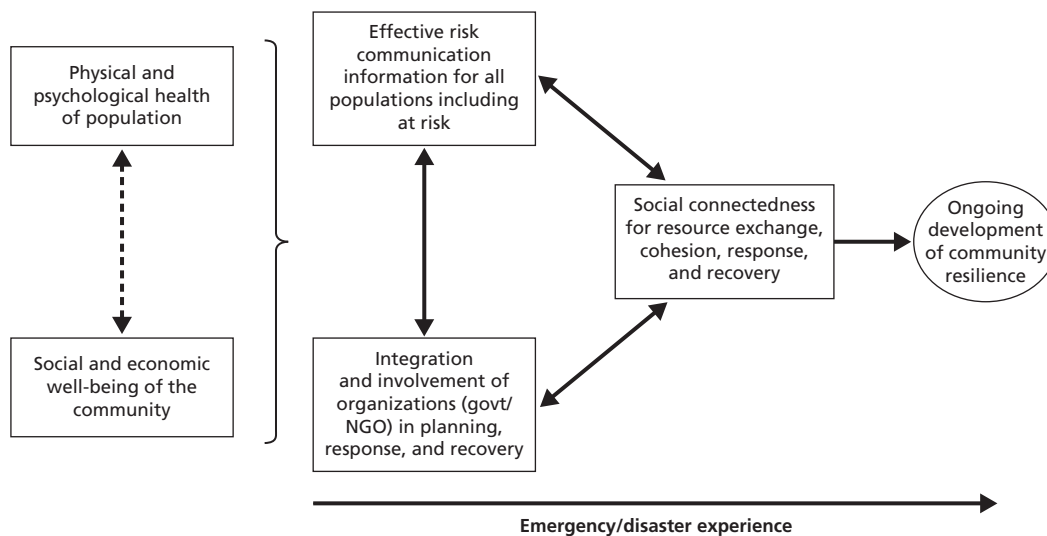 Physical and
psychological health
of population
Social and economic
well-being of the
community
Effective risk
communication
information for all
populations including
at risk
Integration
and involvement of
organizations (govt/
NGO) in planning,
response, and recovery
Social connectedness
for resource exchange,
cohesion, response,
and recovery
Ongoing
development
of community
resilience
Emergency/disaster experience